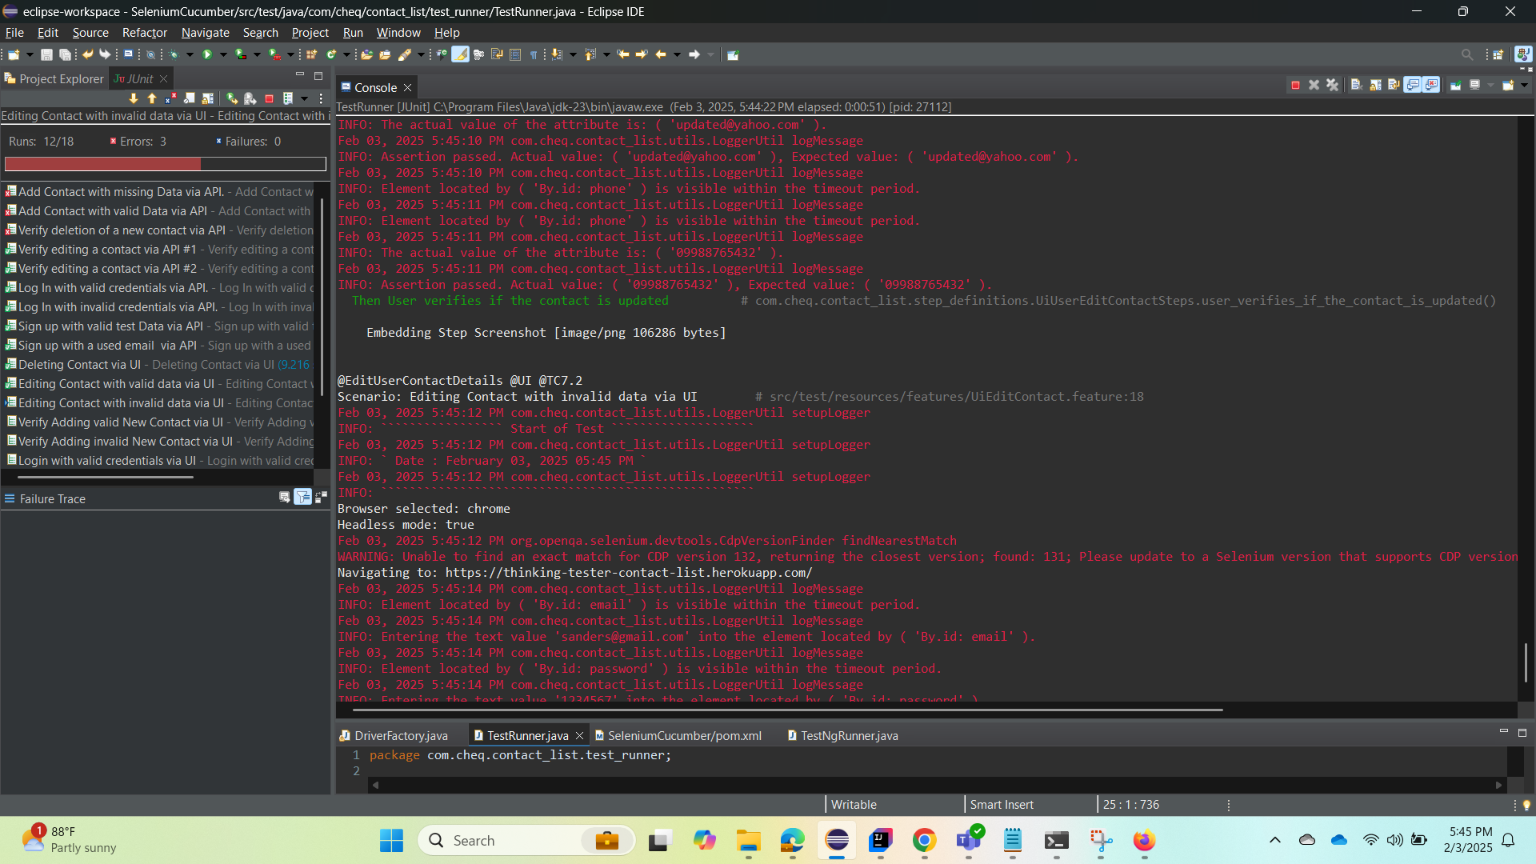 eclipse-workspace - SeleniumCucumber/src/test/java/com/cheq/contact_list/test_runner/TestRunner.java - Eclipse IDE
File Edit Source Refactor Navigate Search Project Run Window Help
Project Explorer JUnit
Console
Editing Contact with invalid data via UI - Editing Contact with i
TestRunner [JUnit] C:\Program Files\Java\jdk-23\bin\javaw.exe (Feb 3, 2025, 5:44:22 PM elapsed: 0:00:51) [pid: 27112]
Runs: 12/18 Errors: 3 Failures: 0
Add Contact with missing Data via API. - Add Contact w
Add Contact with valid Data via API - Add Contact with
Verify deletion of a new contact via API - Verify deletion
Verify editing a contact via API #1 - Verify editing a cont
Verify editing a contact via API #2 - Verify editing a cont
Log In with valid credentials via API. - Log In with valid c
Log In with invalid credentials via API. - Log In with inval
Sign up with valid test Data via API - Sign up with valid
Sign up with a used email via API - Sign up with a used
Deleting Contact via UI - Deleting Contact via UI (9.216
Editing Contact with valid data via UI - Editing Contact
Editing Contact with invalid data via UI - Editing Contac
Verify Adding valid New Contact via UI - Verify Adding v
Verify Adding invalid New Contact via UI - Verify Adding
Login with valid credentials via UI - Login with valid cred
Failure Trace
INFO: The actual value of the attribute is: ( 'updated@yahoo.com' ).
Feb 03, 2025 5:45:10 PM com.cheq.contact_list.utils.LoggerUtil logMessage
INFO: Assertion passed. Actual value: ( 'updated@yahoo.com' ), Expected value: ( 'updated@yahoo.com' ).
Feb 03, 2025 5:45:10 PM com.cheq.contact_list.utils.LoggerUtil logMessage
INFO: Element located by ( 'By.id: phone' ) is visible within the timeout period.
Feb 03, 2025 5:45:11 PM com.cheq.contact_list.utils.LoggerUtil logMessage
INFO: Element located by ( 'By.id: phone' ) is visible within the timeout period.
Feb 03, 2025 5:45:11 PM com.cheq.contact_list.utils.LoggerUtil logMessage
INFO: The actual value of the attribute is: ( '09988765432' ).
Feb 03, 2025 5:45:11 PM com.cheq.contact_list.utils.LoggerUtil logMessage
INFO: Assertion passed. Actual value: ( '09988765432' ), Expected value: ( '09988765432' ).
Then User verifies if the contact is updated # com.cheq.contact_list.step_definitions.UiUserEditContactSteps.user_verifies_if_the_contact_is_updated()
Embedding Step Screenshot [image/png 106286 bytes]
@EditUserContactDetails @UI @TC7.2
Scenario: Editing Contact with invalid data via UI # src/test/resources/features/UiEditContact.feature:18
Feb 03, 2025 5:45:12 PM com.cheq.contact_list.utils.LoggerUtil setupLogger
INFO: ````````````````` Start of Test ````````````````````
Feb 03, 2025 5:45:12 PM com.cheq.contact_list.utils.LoggerUtil setupLogger
INFO: ` Date : February 03, 2025 05:45 PM `
Feb 03, 2025 5:45:12 PM com.cheq.contact_list.utils.LoggerUtil setupLogger
INFO: ````````````````````````````````````````````````````
Browser selected: chrome
Headless mode: true
Feb 03, 2025 5:45:12 PM org.openqa.selenium.devtools.CdpVersionFinder findNearestMatch
WARNING: Unable to find an exact match for CDP version 132, returning the closest version; found: 131; Please update to a Selenium version that supports CDP version
Navigating to: https://thinking-tester-contact-list.herokuapp.com/
Feb 03, 2025 5:45:14 PM com.cheq.contact_list.utils.LoggerUtil logMessage
INFO: Element located by ( 'By.id: email' ) is visible within the timeout period.
Feb 03, 2025 5:45:14 PM com.cheq.contact_list.utils.LoggerUtil logMessage
INFO: Entering the text value 'sanders@gmail.com' into the element located by ( 'By.id: email' ).
Feb 03, 2025 5:45:14 PM com.cheq.contact_list.utils.LoggerUtil logMessage
INFO: Element located by ( 'By.id: password' ) is visible within the timeout period.
Feb 03, 2025 5:45:14 PM com.cheq.contact_list.utils.LoggerUtil logMessage
INFO: Entering the text value '1234567' into the element located by ( 'By.id: password' )
DriverFactory.java TestRunner.java SeleniumCucumber/pom.xml TestNgRunner.java
1 package com.cheq.contact_list.test_runner;
2
Writable Smart Insert 25 : 1 : 736
1 88°F
Partly sunny
Search
5:45 PM
2/3/2025